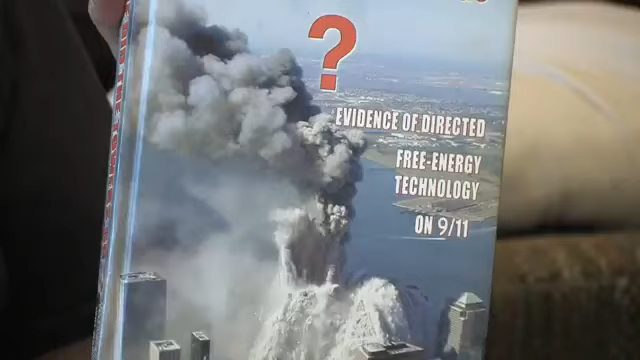 ?
EVIDENCE OF DIRECTED
FREE-ENERGY
TECHNOLOGY
ON 9/11